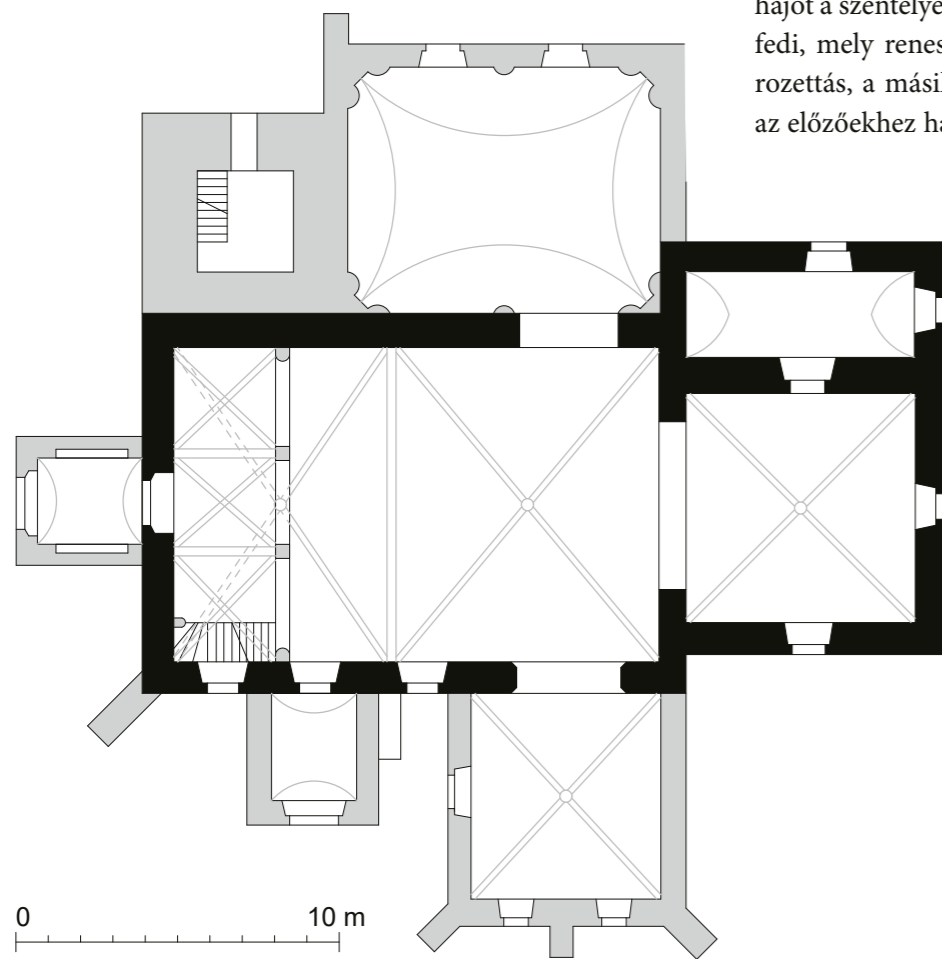 hajót a szentélye
fedi, mely renes
rozettás, a másik
az előzőekhez ha
0 10 m